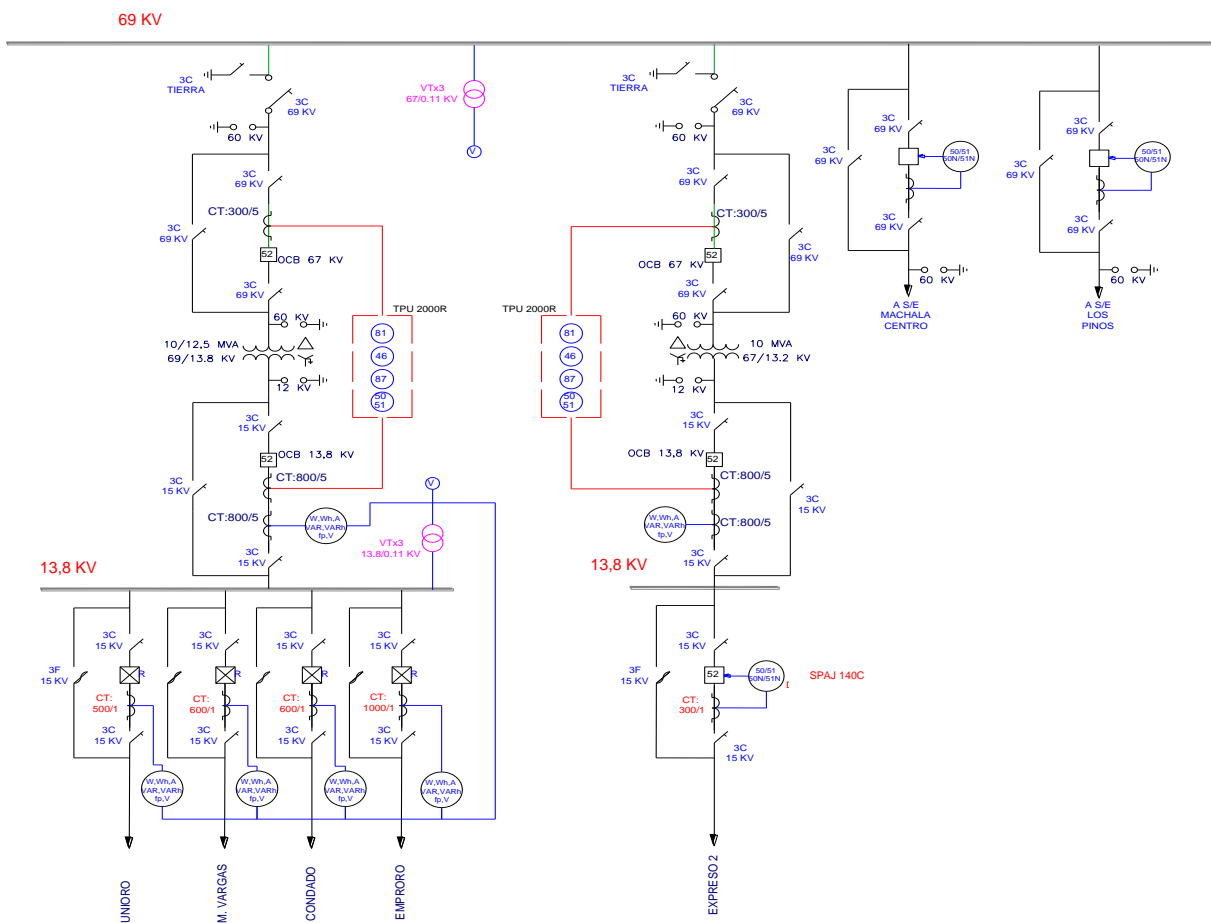 69 KV
3C
TIERRA
3C
69 KV
60 KV
VTx3
67/0.11 KV
V
3C
69 KV
CT:300/5
3C
69 KV
52
OCB 67 KV
3C
69 KV
60 KV
10/12,5 MVA
69/13.8 KV
12 KV
TPU 2000R
81
46
87
50
51
3C
15 KV
52
OCB 13,8 KV
CT:800/5
3C
15 KV
CT:800/5
W,Wh,A
VAR,VARh
fp,V
V
VTx3
13.8/0.11 KV
3C
15 KV
13,8 KV
3C
TIERRA
3C
69 KV
60 KV
3C
69 KV
CT:300/5
3C
69 KV
52
OCB 67 KV
3C
69 KV
60 KV
10 MVA
67/13.2 KV
12 KV
TPU 2000R
81
46
87
50
51
3C
15 KV
52
OCB 13,8 KV
CT:800/5
3C
15 KV
CT:800/5
W,Wh,A
VAR,VARh
fp,V
3C
15 KV
13,8 KV
3C
69 KV
3C
69 KV
50/51
50N/51N
3C
69 KV
60 KV
A S/E
MACHALA
CENTRO
3C
69 KV
3C
69 KV
50/51
50N/51N
3C
69 KV
60 KV
A S/E
LOS
PINOS
3F
15 KV
3C
15 KV
R
CT:
500/1
3C
15 KV
W,Wh,A
VAR,VARh
fp,V
UNIORO
3C
15 KV
R
CT:
600/1
3C
15 KV
W,Wh,A
VAR,VARh
fp,V
M. VARGAS
3C
15 KV
R
CT:
600/1
3C
15 KV
W,Wh,A
VAR,VARh
fp,V
CONDADO
3C
15 KV
R
CT:
1000/1
3C
15 KV
W,Wh,A
VAR,VARh
fp,V
EMPRORO
3F
15 KV
3C
15 KV
52
50/51
50N/51N
SPAJ 140C
CT:
300/1
3C
15 KV
EXPRESO 2